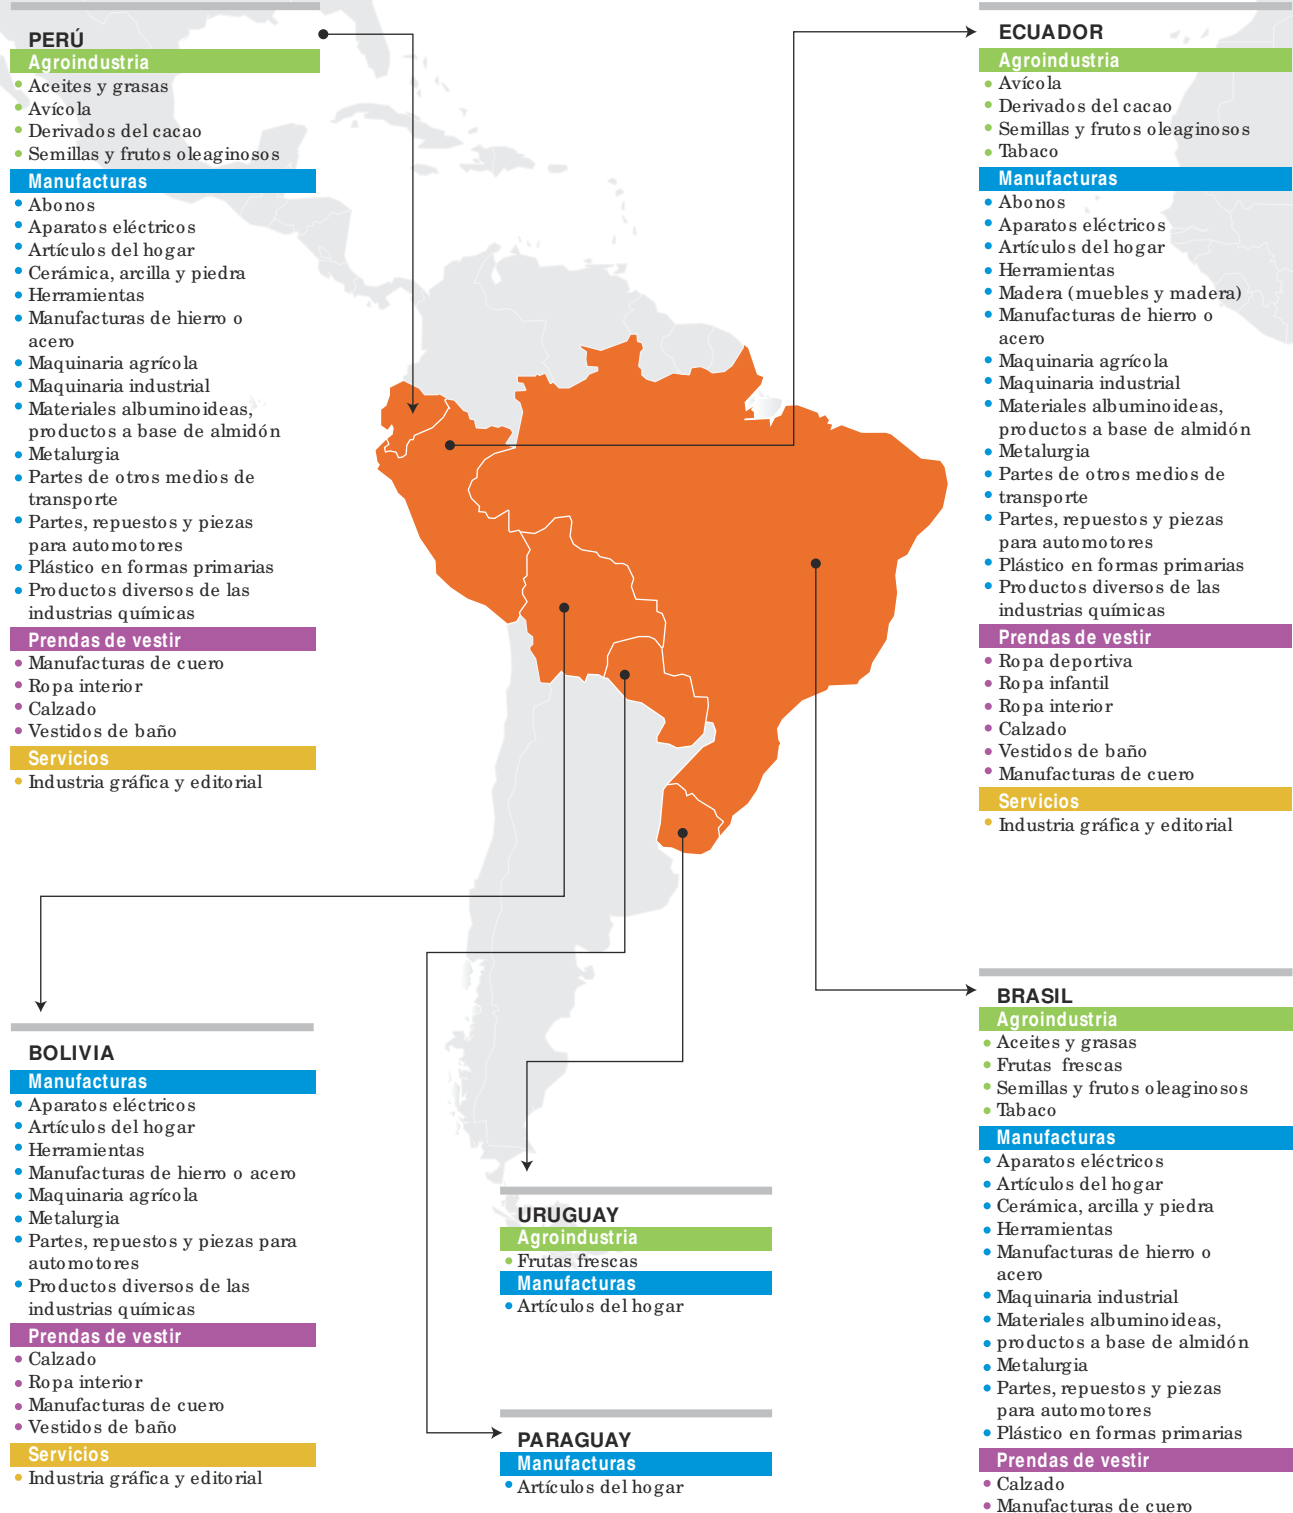 PERÚ
Agroindustria
Aceites y grasas
Avícola
Derivados del cacao
Semillas y frutos oleaginosos
Manufacturas
Abonos
Aparatos eléctricos
Artículos del hogar
Cerámica, arcilla y piedra
Herramientas
Manufacturas de hierro o
acero
Maquinaria agrícola
Maquinaria industrial
Materiales albuminoideas,
productos a base de almidón
Metalurgia
Partes de otros medios de
transporte
Partes, repuestos y piezas
para automotores
Plástico en formas primarias
Productos diversos de las
industrias químicas
Prendas de vestir
Manufacturas de cuero
Ropa interior
Calzado
Vestidos de baño
Servicios
Industria gráfica y editorial
ECUADOR
Agroindustria
Avícola
Derivados del cacao
Semillas y frutos oleaginosos
Tabaco
Manufacturas
Abonos
Aparatos eléctricos
Artículos del hogar
Herramientas
Madera (muebles y madera)
Manufacturas de hierro o
acero
Maquinaria agrícola
Maquinaria industrial
Materiales albuminoideas,
productos a base de almidón
Metalurgia
Partes de otros medios de
transporte
Partes, repuestos y piezas
para automotores
Plástico en formas primarias
Productos diversos de las
industrias químicas
Prendas de vestir
Ropa deportiva
Ropa infantil
Ropa interior
Calzado
Vestidos de baño
Manufacturas de cuero
Servicios
Industria gráfica y editorial
BOLIVIA
Manufacturas
Aparatos eléctricos
Artículos del hogar
Herramientas
Manufacturas de hierro o acero
Maquinaria agrícola
Metalurgia
Partes, repuestos y piezas para
automotores
Productos diversos de las
industrias químicas
Prendas de vestir
Calzado
Ropa interior
Manufacturas de cuero
Vestidos de baño
Servicios
Industria gráfica y editorial
URUGUAY
Agroindustria
Frutas frescas
Manufacturas
Artículos del hogar
PARAGUAY
Manufacturas
Artículos del hogar
BRASIL
Agroindustria
Aceites y grasas
Frutas frescas
Semillas y frutos oleaginosos
Tabaco
Manufacturas
Aparatos eléctricos
Artículos del hogar
Cerámica, arcilla y piedra
Herramientas
Manufacturas de hierro o
acero
Maquinaria industrial
Materiales albuminoideas,
productos a base de almidón
Metalurgia
Partes, repuestos y piezas
para automotores
Plástico en formas primarias
Prendas de vestir
Calzado
Manufacturas de cuero